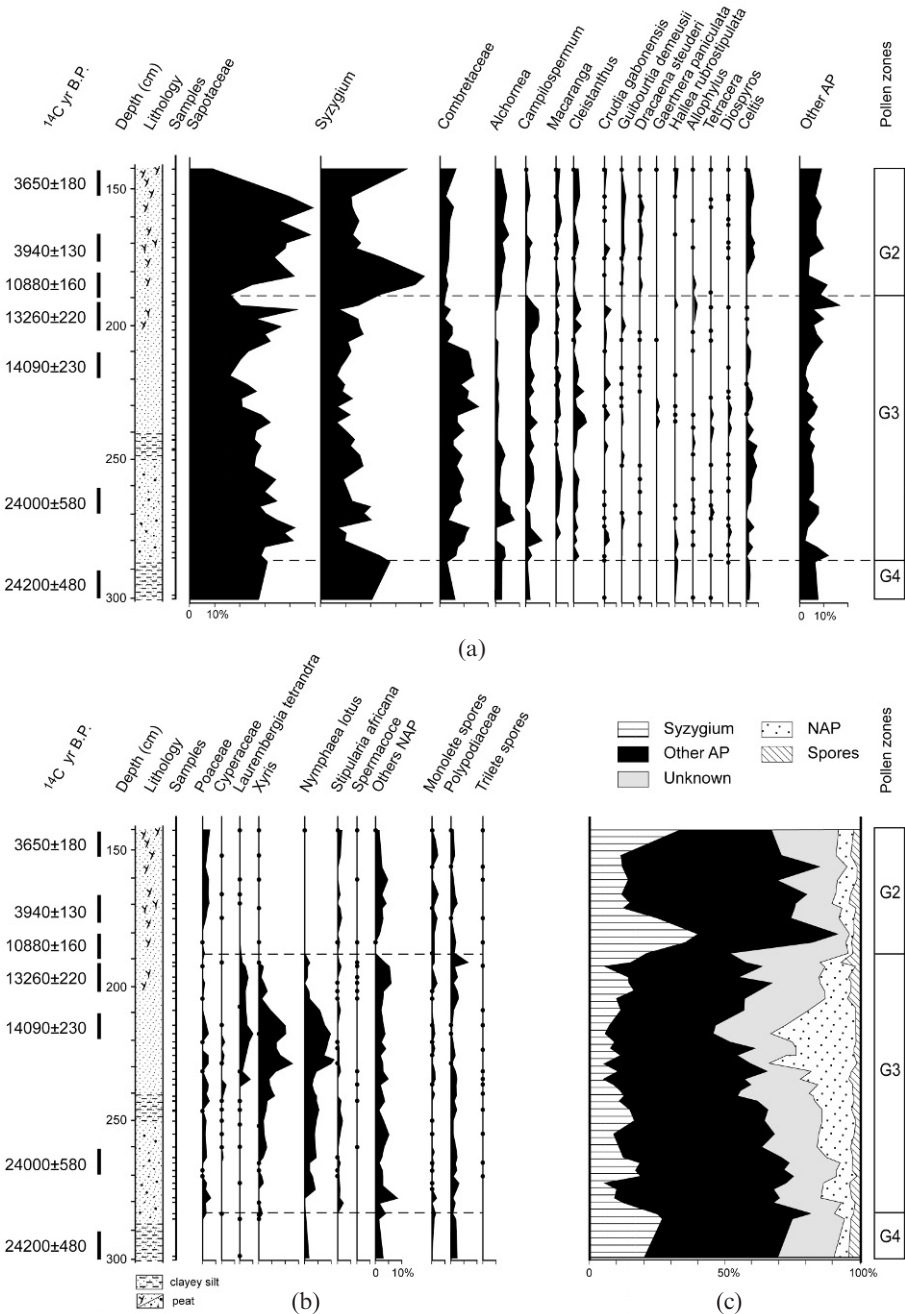 ¹⁴C yr B.P.
Depth (cm)
Lithology
Samples
Sapotaceae
Syzygium
Combretaceae
Alchornea
Campilospermum
Macaranga
Cleistanthus
Crudia gabonensis
Guibourtia demeusii
Dracaena steuderi
Gaertnera paniculata
Hallea rubrostipulata
Allophylus
Tetracera
Diospyros
Celtis
Other AP
Pollen zones
3650±180
3940±130
10880±160
13260±220
14090±230
24000±580
24200±480
150
200
250
300
G2
G3
G4
0 10%
0 10%
0 10%
(a)
¹⁴C yr B.P.
Depth (cm)
Lithology
Samples
Poaceae
Cyperaceae
Laurembergia tetrandra
Xyris
Nymphaea lotus
Stipularia africana
Spermacoce
Others NAP
Monolete spores
Polypodiaceae
Trilete spores
3650±180
3940±130
10880±160
13260±220
14090±230
24000±580
24200±480
150
200
250
300
0 10%
clayey silt
peat
(b)
Syzygium
Other AP
Unknown
NAP
Spores
Pollen zones
G2
G3
G4
0 50% 100%
(c)